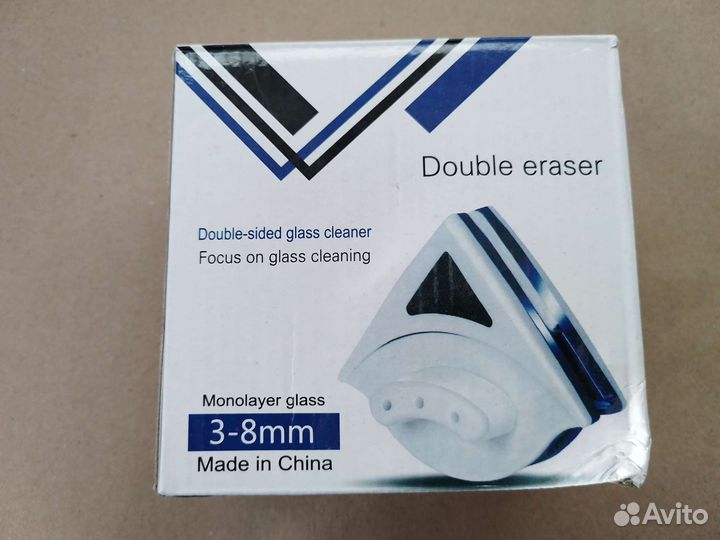 Double eraser
Double-sided glass cleaner
Focus on glass cleaning
Monolayer glass
3-8mm
Made in China
Avito